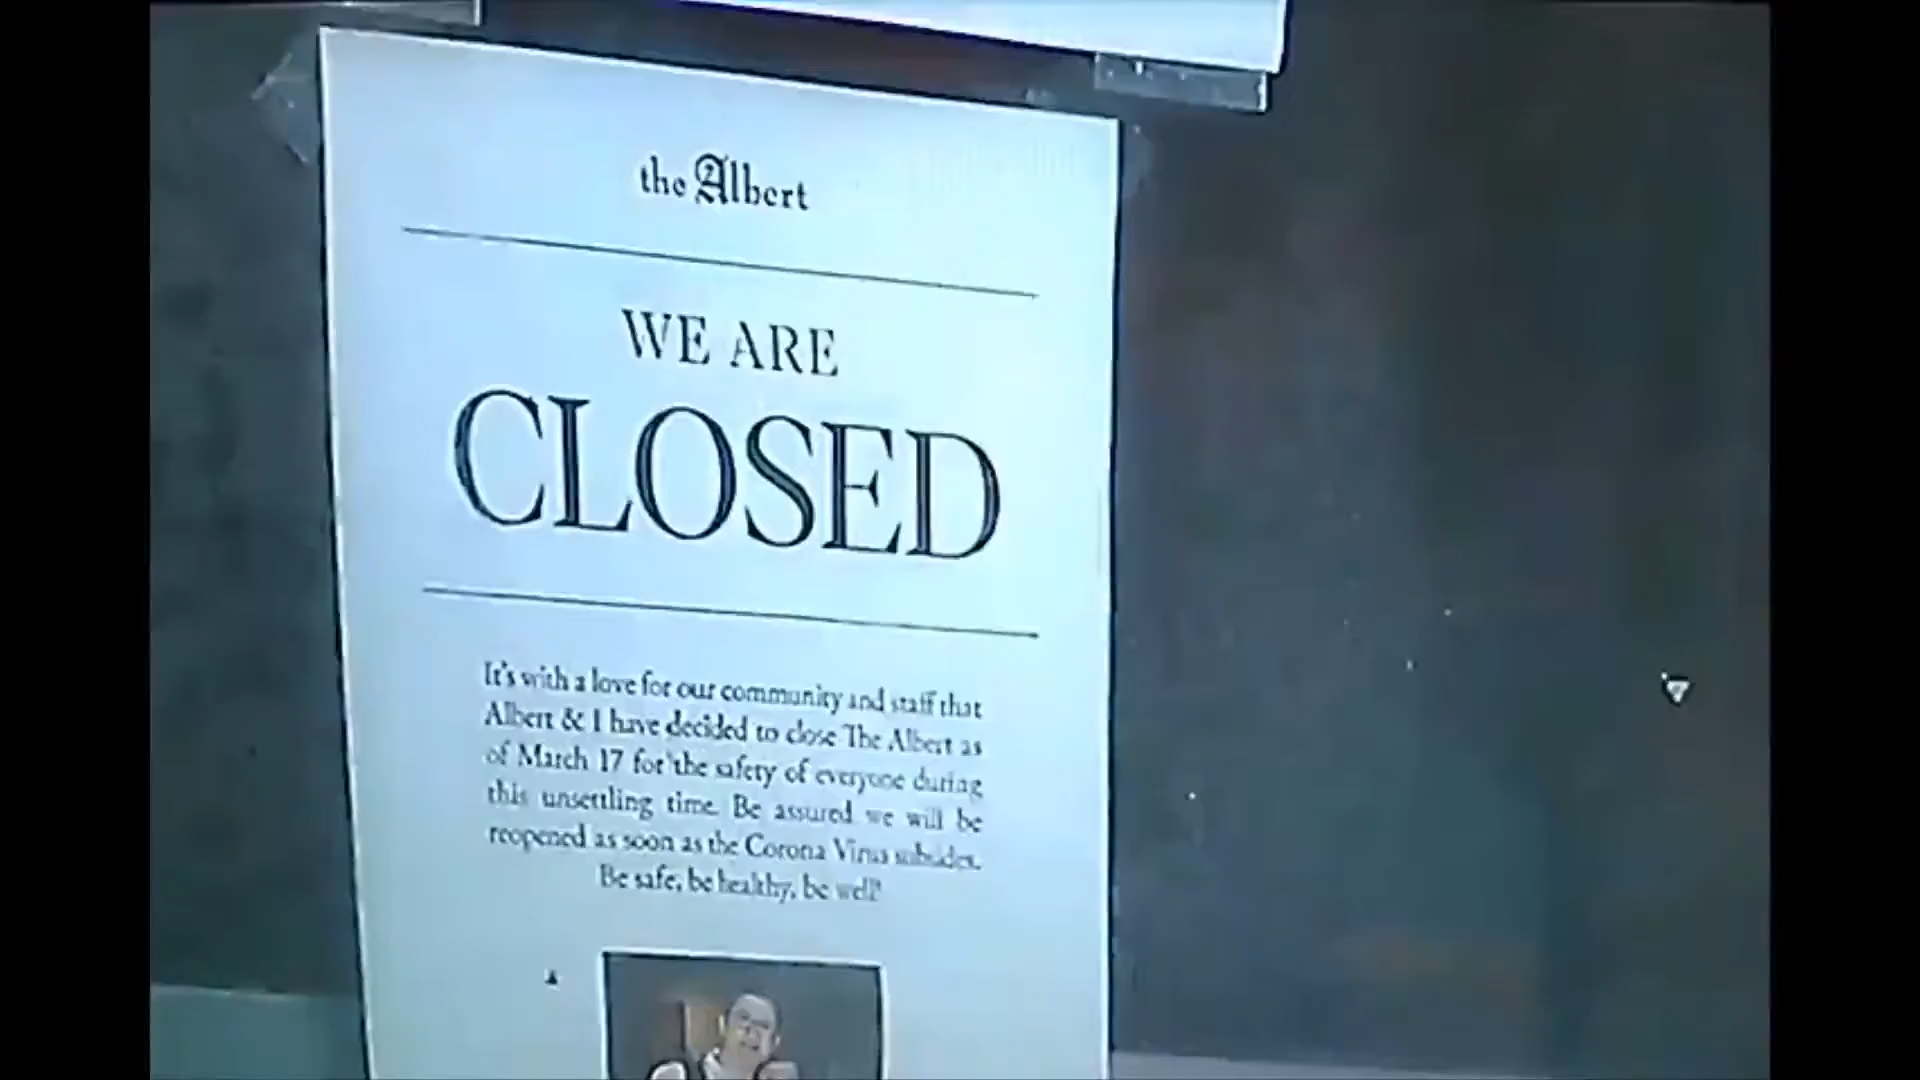 the Albert
WE ARE
CLOSED
It's with a love for our community and staff that
Albert & I have decided to close The Albert as
of March 17 for the safety of everyone during
this unsettling time. Be assured we will be
reopened as soon as the Corona Virus subsides.
Be safe, be healthy, be well!